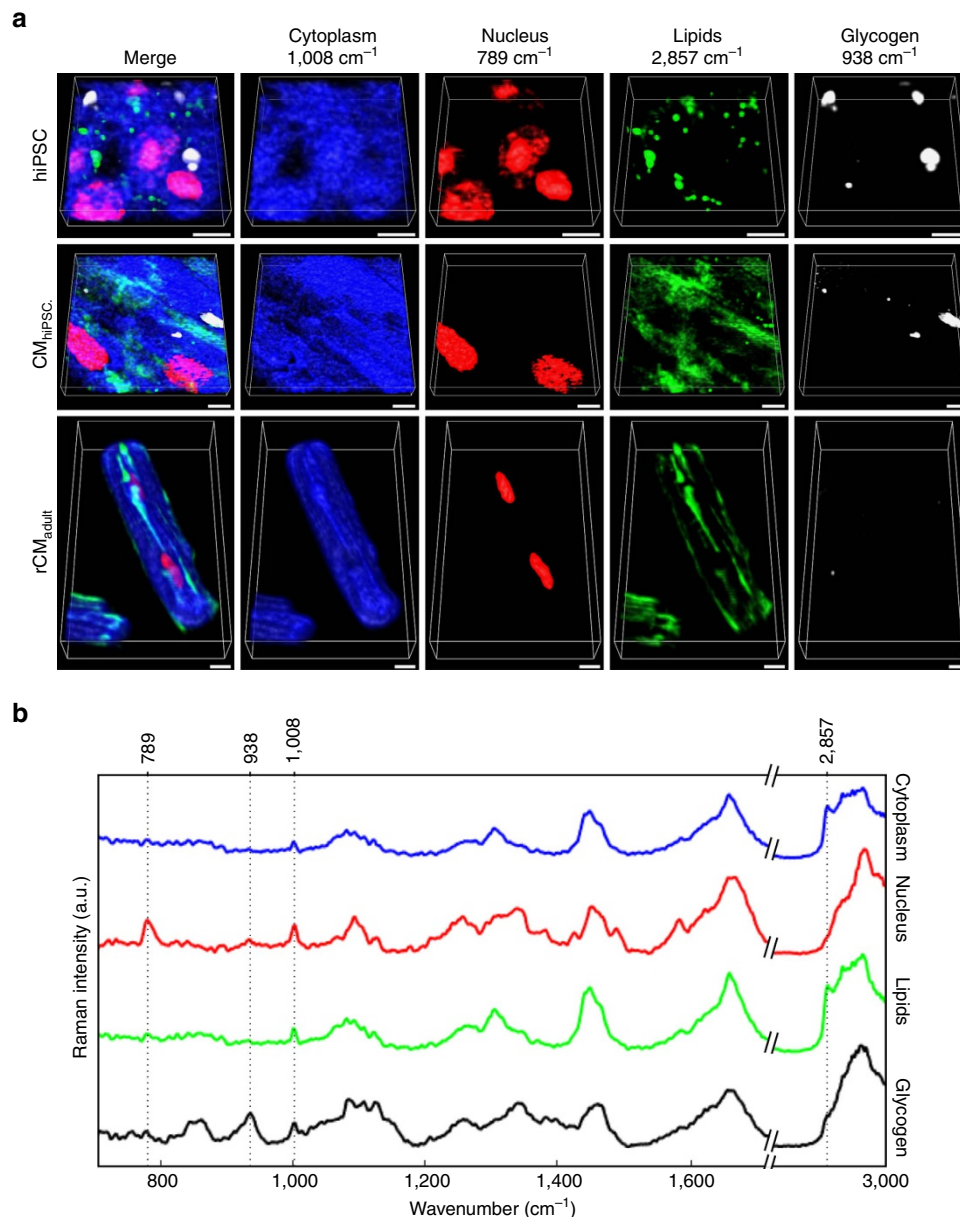 a
Merge
Cytoplasm
1,008 cm⁻¹
Nucleus
789 cm⁻¹
Lipids
2,857 cm⁻¹
Glycogen
938 cm⁻¹
hiPSC
CMhiPSC.
rCMadult
b
789
938
1,008
2,857
Cytoplasm
Nucleus
Lipids
Glycogen
Raman intensity (a.u.)
800
1,000
1,200
1,400
1,600
3,000
Wavenumber (cm⁻¹)